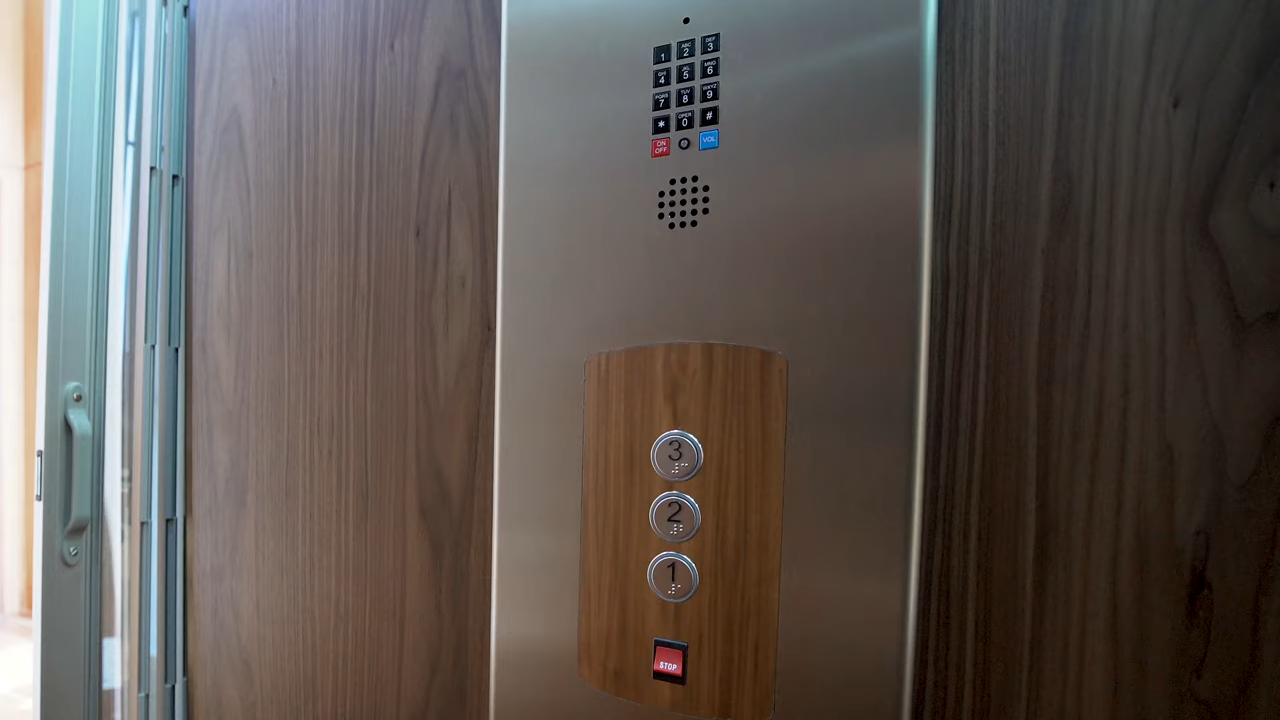 1 ABC 2 DEF 3
GHI 4 JKL 5 MNO 6
PQRS 7 TUV 8 WXYZ 9
* OPER 0 #
ON OFF VOL
3
2
1
STOP